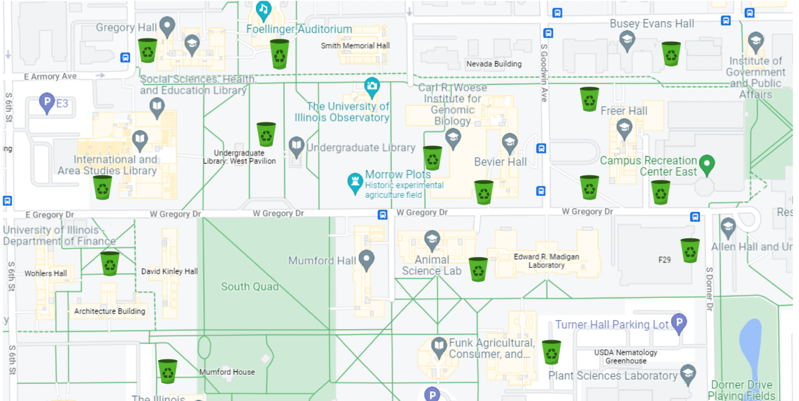 Gregory Hall
Foellinger Auditorium
Smith Memorial Hall
Busey Evans Hall
Nevada Building
Institute of
Government
and Public
Affairs
E Armory Ave
Social Sciences, Health,
and Education Library
S Goodwin Ave
S 6th St
E3
The University of
Illinois Observatory
Carl R. Woese
Institute for
Genomic
Biology
Freer Hall
ng
International and
Area Studies Library
Undergraduate
Library: West Pavilion
Undergraduate Library
Bevier Hall
Campus Recreation
Center East
Morrow Plots
Historic experimental
agriculture field
E Gregory Dr
W Gregory Dr
W Gregory Dr
W Gregory Dr
W Gregory Dr
Res
University of Illinois -
Department of Finance
Wohlers Hall
David Kinley Hall
Mumford Hall
Animal
Science Lab
Edward R. Madigan
Laboratory
F29
Allen Hall and Ur
S 6th St
South Quad
S Dorner Dr
Architecture Building
y
Turner Hall Parking Lot
Funk Agricultural,
Consumer, and...
USDA Nematology
Greenhouse
S 6th St
Mumford House
Plant Sciences Laboratory
Dorner Drive
Playing Fields
The Illinois